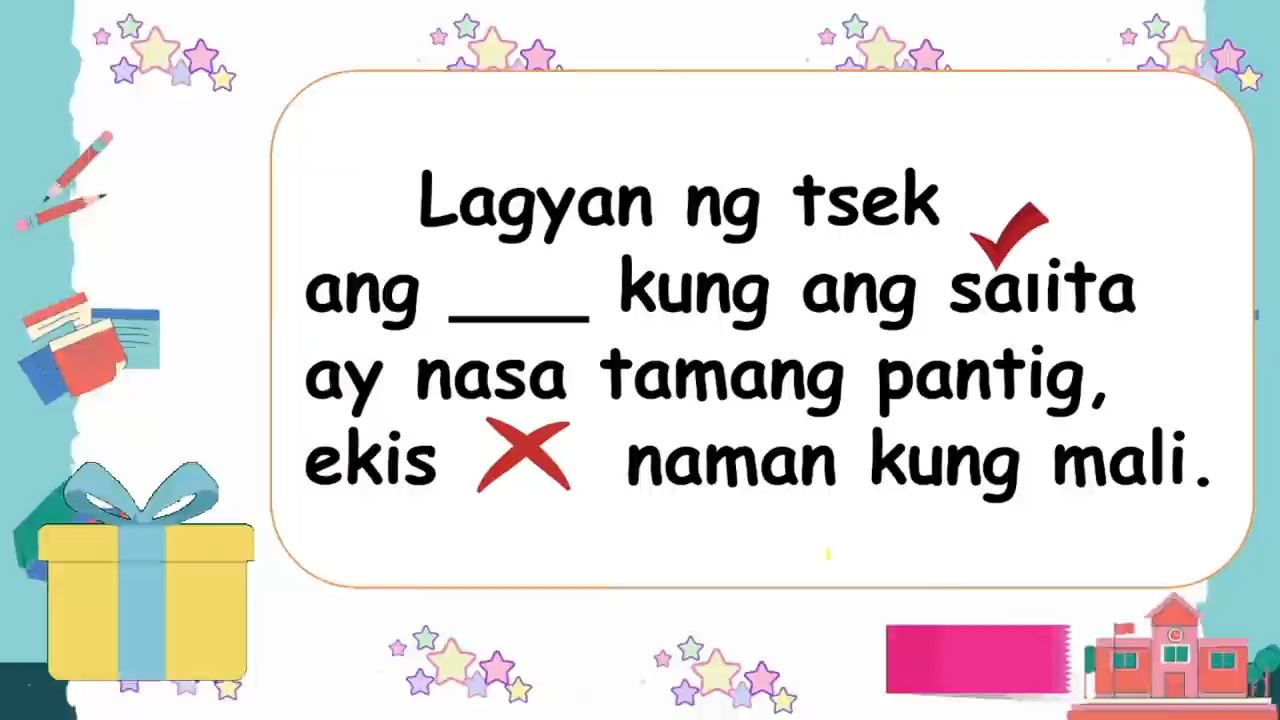 Lagyan ng tsek
ang ____ kung ang salita
ay nasa tamang pantig,
ekis naman kung mali.